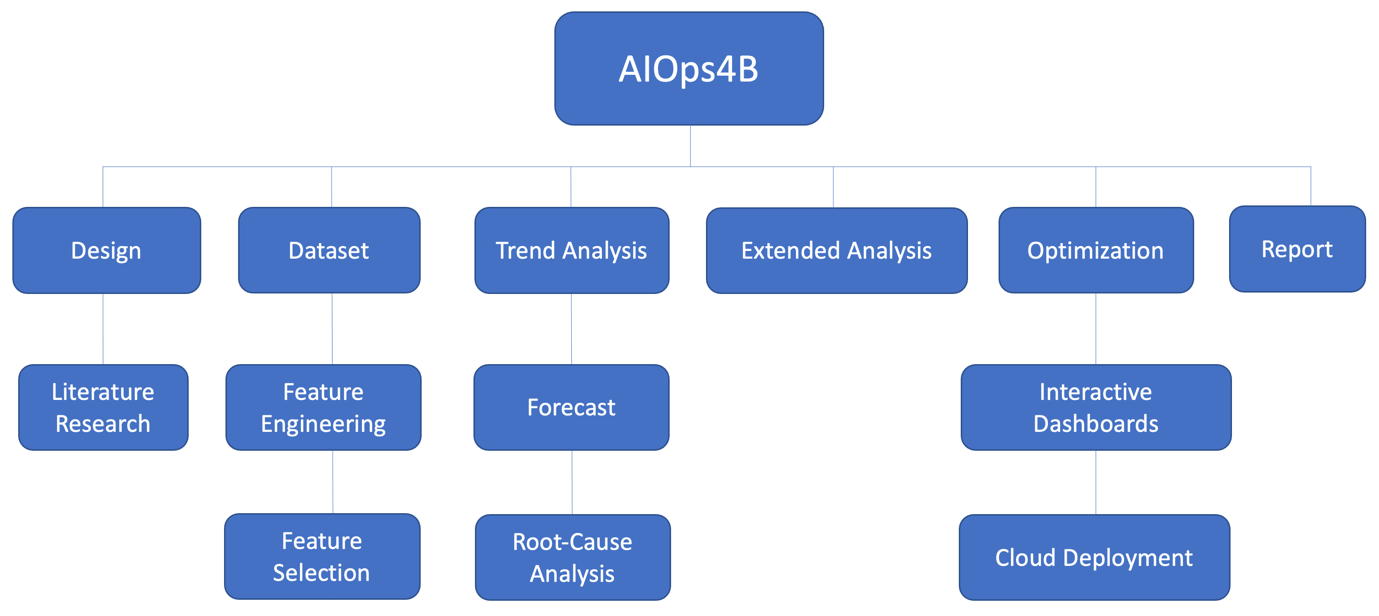 AIOps4B
Design
Dataset
Trend Analysis
Extended Analysis
Optimization
Report
Literature
Research
Feature
Engineering
Forecast
Interactive
Dashboards
Feature
Selection
Root-Cause
Analysis
Cloud Deployment